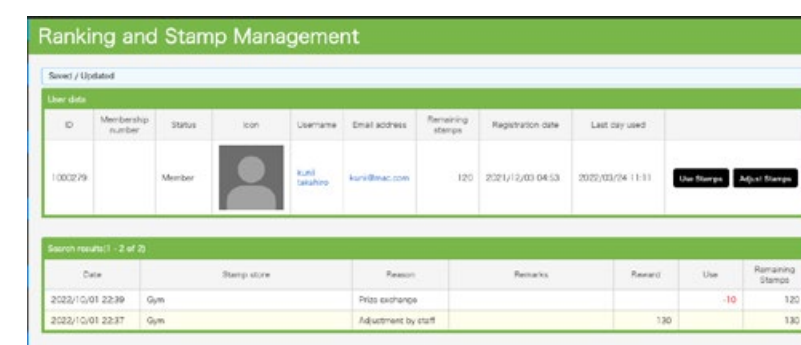 Ranking and Stamp Management
Saved / Updated
User data
ID Membership number Status Icon Username Email address Remaining stamps Registration date Last day used
1000279 Member kunii takahiro kunii@mac.com 120 2021/12/03 04:53 2022/03/24 11:11 Use Stamps Adjust Stamps
Search results(1 - 2 of 2)
Date Stamp store Reason Remarks Reward Use Remaining Stamps
2022/10/01 22:39 Gym Prize exchange -10 120
2022/10/01 22:37 Gym Adjustment by staff 130 130